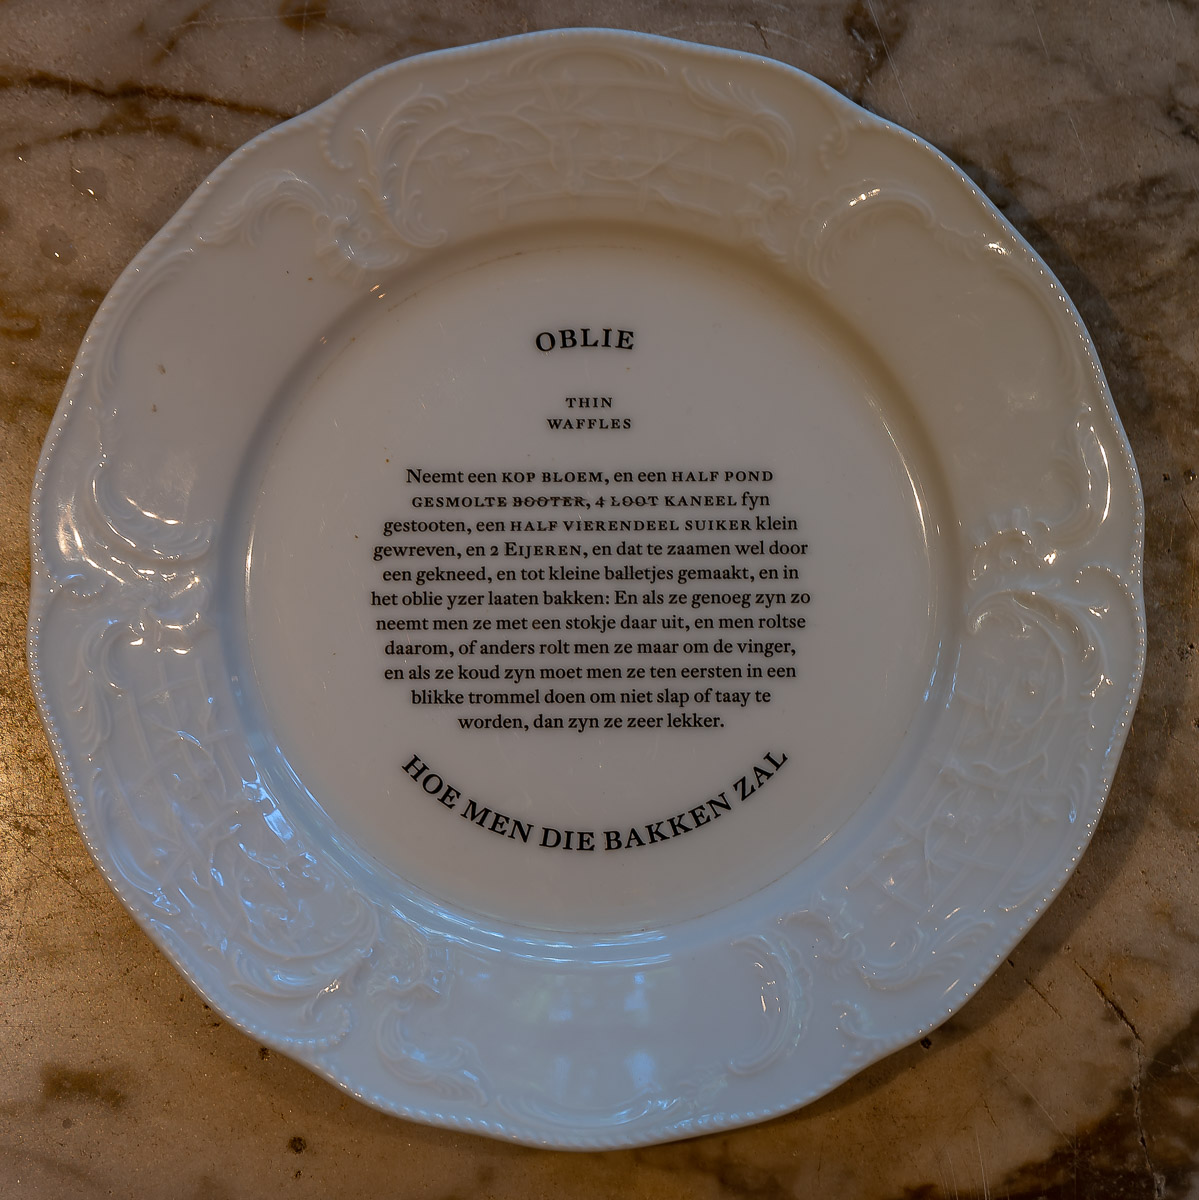 OBLIE
THIN
WAFFLES
Neemt een KOP BLOEM, en een HALF POND
GESMOLTE BOOTER, 4 LOOT KANEEL fyn
gestooten, een HALF VIERENDEEL SUIKER klein
gewreven, en 2 EIJEREN, en dat te zaamen wel door
een gekneed, en tot kleine balletjes gemaakt, en in
het oblie yzer laaten bakken: En als ze genoeg zyn zo
neemt men ze met een stokje daar uit, en men roltse
daarom, of anders rolt men ze maar om de vinger,
en als ze koud zyn moet men ze ten eersten in een
blikke trommel doen om niet slap of taay te
worden, dan zyn ze zeer lekker.
HOE MEN DIE BAKKEN ZAL